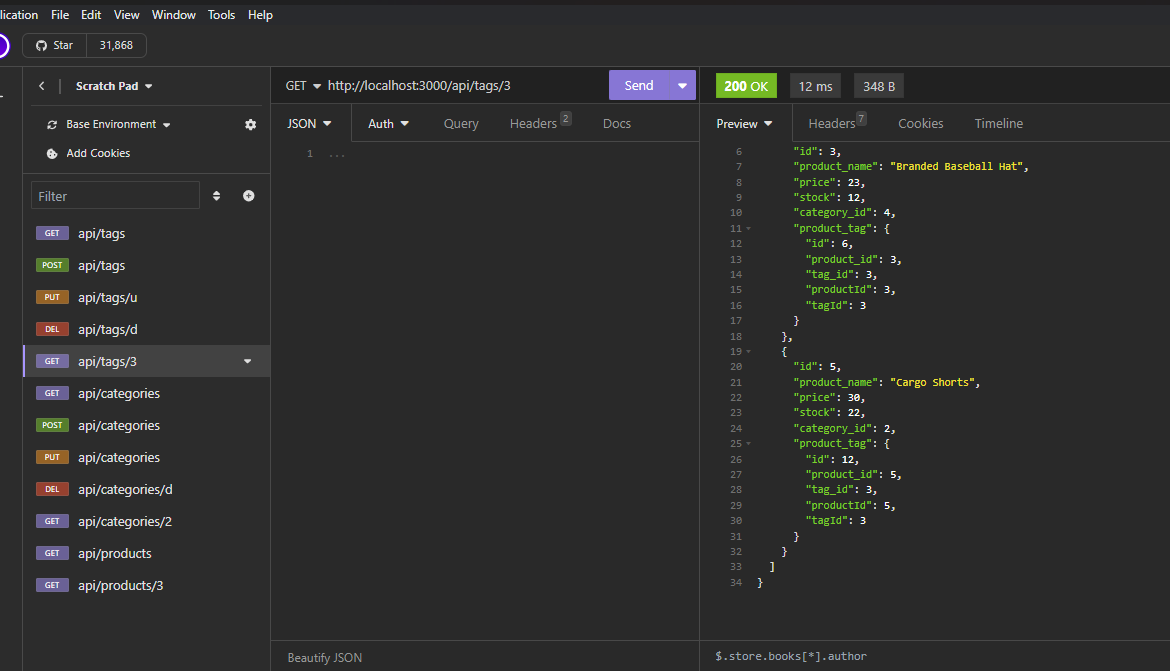 lication File Edit View Window Tools Help
Star 31,868
Scratch Pad
Base Environment
Add Cookies
Filter
GET api/tags
POST api/tags
PUT api/tags/u
DEL api/tags/d
GET api/tags/3
GET api/categories
POST api/categories
PUT api/categories
DEL api/categories/d
GET api/categories/2
GET api/products
GET api/products/3
GET http://localhost:3000/api/tags/3 Send
JSON Auth Query Headers 2 Docs
1 ...
Beautify JSON
200 OK 12 ms 348 B
Preview Headers 7 Cookies Timeline
6 "id": 3,
7 "product_name": "Branded Baseball Hat",
8 "price": 23,
9 "stock": 12,
10 "category_id": 4,
11 "product_tag": {
12 "id": 6,
13 "product_id": 3,
14 "tag_id": 3,
15 "productId": 3,
16 "tagId": 3
17 }
18 },
19 {
20 "id": 5,
21 "product_name": "Cargo Shorts",
22 "price": 30,
23 "stock": 22,
24 "category_id": 2,
25 "product_tag": {
26 "id": 12,
27 "product_id": 5,
28 "tag_id": 3,
29 "productId": 5,
30 "tagId": 3
31 }
32 }
33 ]
34 }
$.store.books[*].author